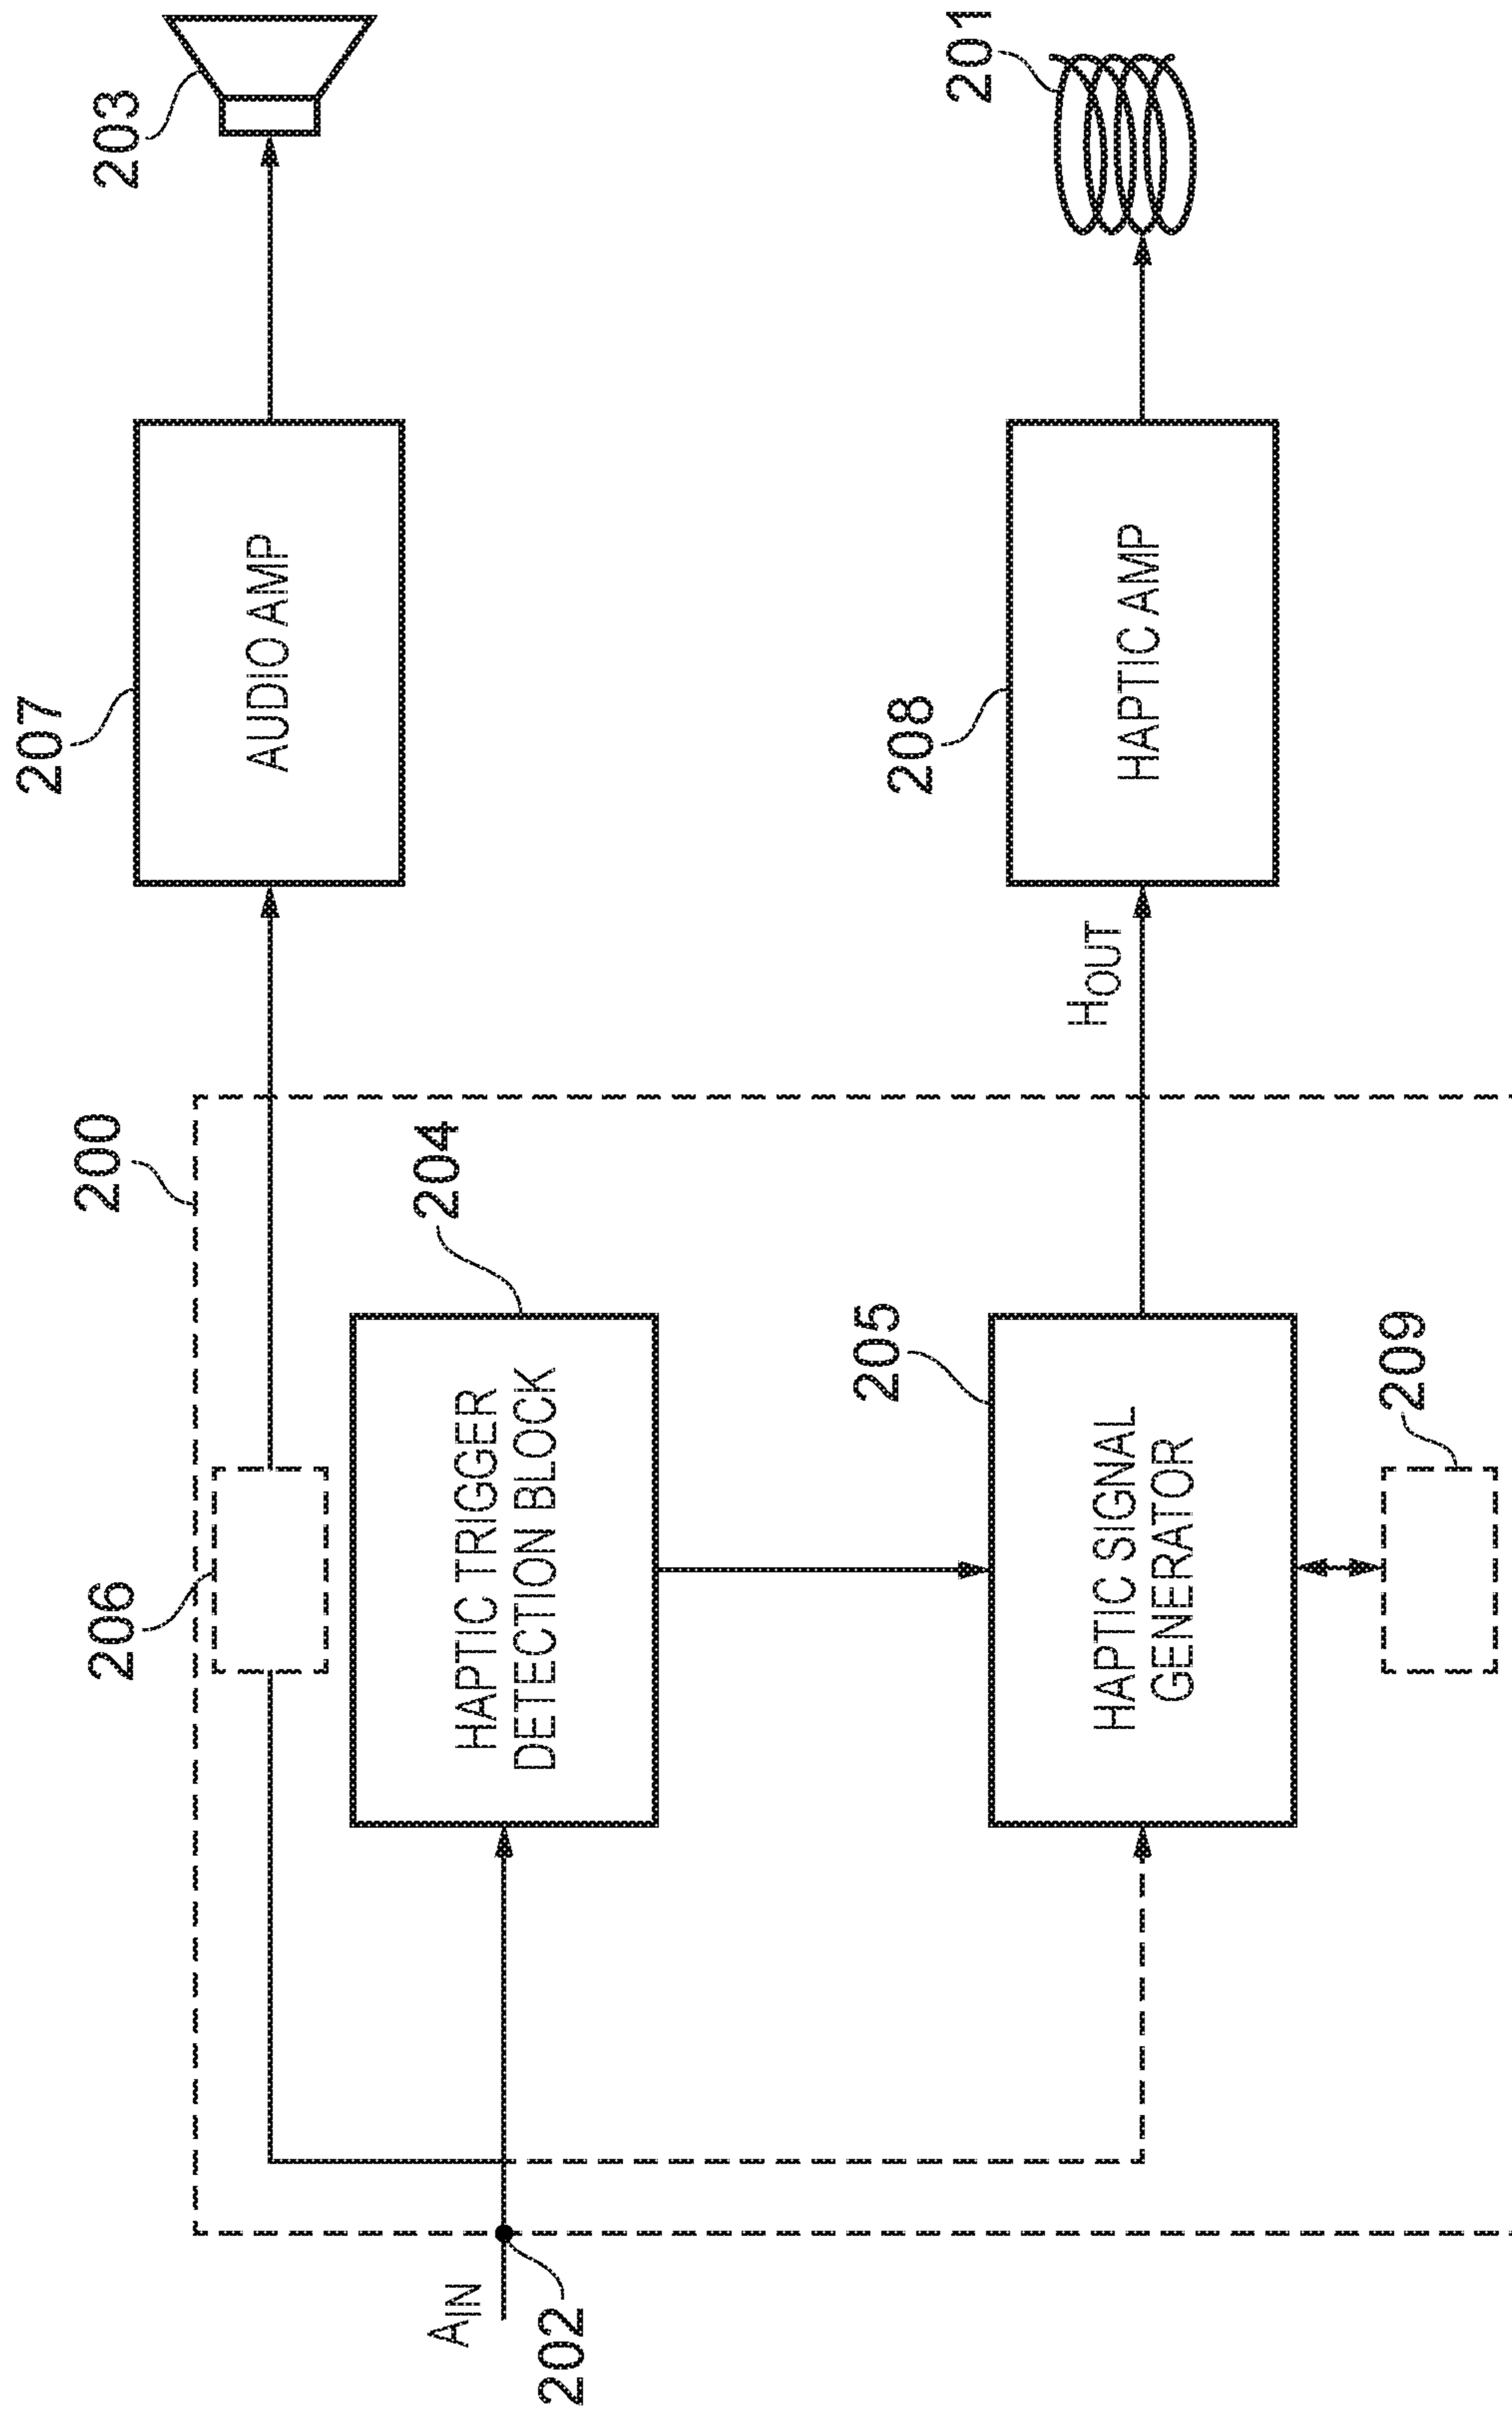 203
201
207
AUDIO AMP
208
HAPTIC AMP
HOUT
200
204
205
209
206
HAPTIC TRIGGER
DETECTION BLOCK
HAPTIC SIGNAL
GENERATOR
AIN
202